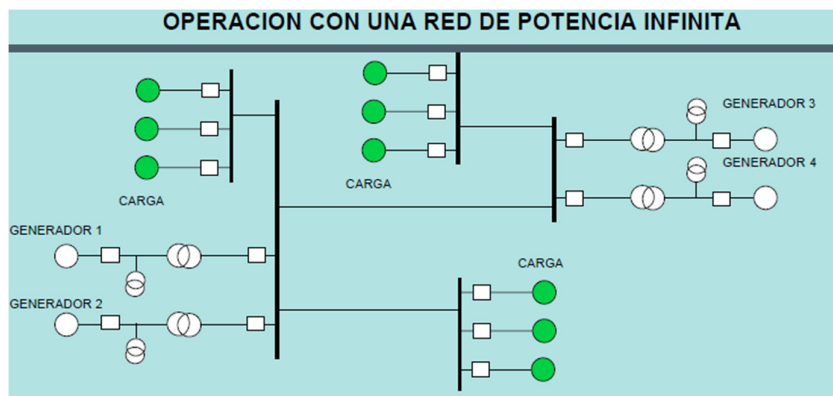 OPERACION CON UNA RED DE POTENCIA INFINITA
GENERADOR 3
GENERADOR 4
CARGA
CARGA
GENERADOR 1
GENERADOR 2
CARGA